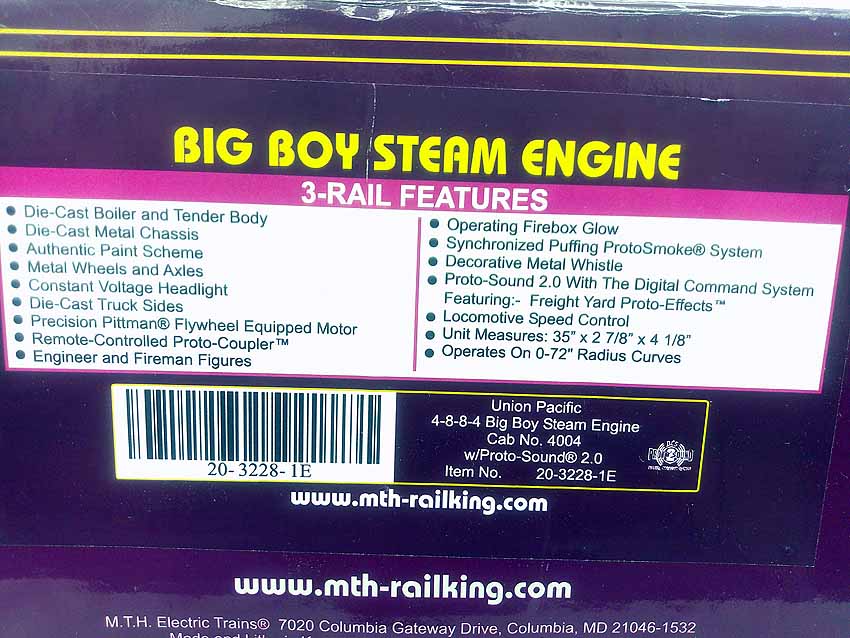 BIG BOY STEAM ENGINE
3-RAIL FEATURES
Die-Cast Boiler and Tender Body
Die-Cast Metal Chassis
Authentic Paint Scheme
Metal Wheels and Axles
Constant Voltage Headlight
Die-Cast Truck Sides
Precision Pittman® Flywheel Equipped Motor
Remote-Controlled Proto-Coupler™
Engineer and Fireman Figures
Operating Firebox Glow
Synchronized Puffing ProtoSmoke® System
Decorative Metal Whistle
Proto-Sound 2.0 With The Digital Command System
Featuring:- Freight Yard Proto-Effects™
Locomotive Speed Control
Unit Measures: 35" x 2 7/8" x 4 1/8"
Operates On 0-72" Radius Curves
20-3228-1E
Union Pacific
4-8-8-4 Big Boy Steam Engine
Cab No. 4004
w/Proto-Sound® 2.0
Item No. 20-3228-1E
www.mth-railking.com
www.mth-railking.com
M.T.H. Electric Trains® 7020 Columbia Gateway Drive, Columbia, MD 21046-1532